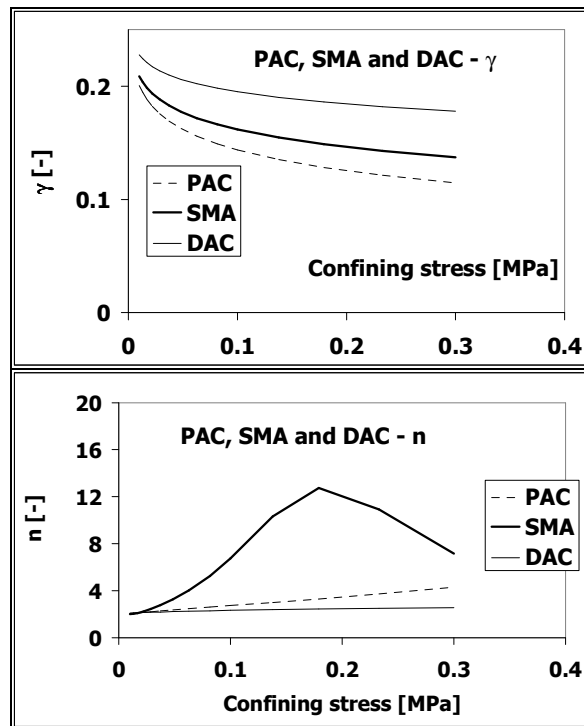 PAC, SMA and DAC - γ
0.2
0.1
0
γ [-]
PAC
SMA
DAC
Confining stress [MPa]
0 0.1 0.2 0.3 0.4
20
16
12
8
4
0
n [-]
PAC, SMA and DAC - n
PAC
SMA
DAC
0 0.1 0.2 0.3 0.4
Confining stress [MPa]